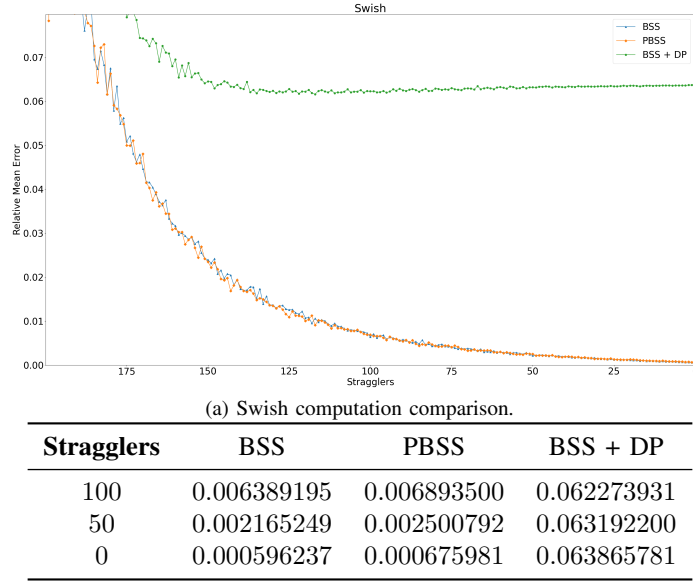 Swish
BSS
PBSS
BSS + DP
0.07
0.06
0.05
0.04
0.03
0.02
0.01
0.00
Relative Mean Error
175 150 125 100 75 50 25
Stragglers
(a) Swish computation comparison.
Stragglers BSS PBSS BSS + DP
100 0.006389195 0.006893500 0.062273931
50 0.002165249 0.002500792 0.063192200
0 0.000596237 0.000675981 0.063865781